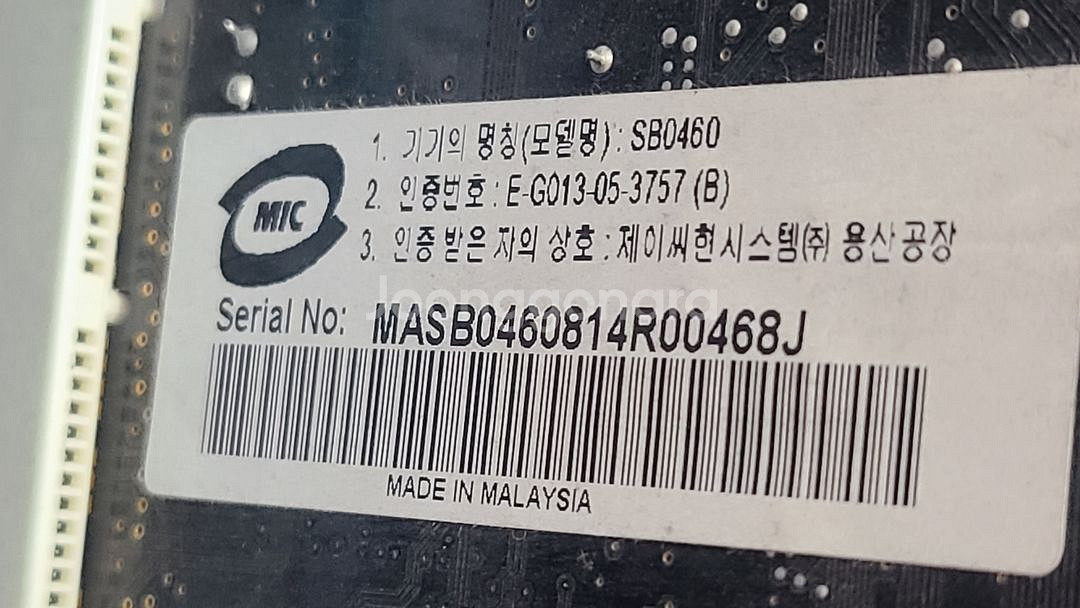 MIC
1. 기기의 명칭(모델명): SB0460
2. 인증번호 : E-G013-05-3757 (B)
3. 인증 받은 자의 상호 : 제이씨현시스템(주) 용산공장
Joonggonara
Serial No: MASB0460814R00468J
MADE IN MALAYSIA